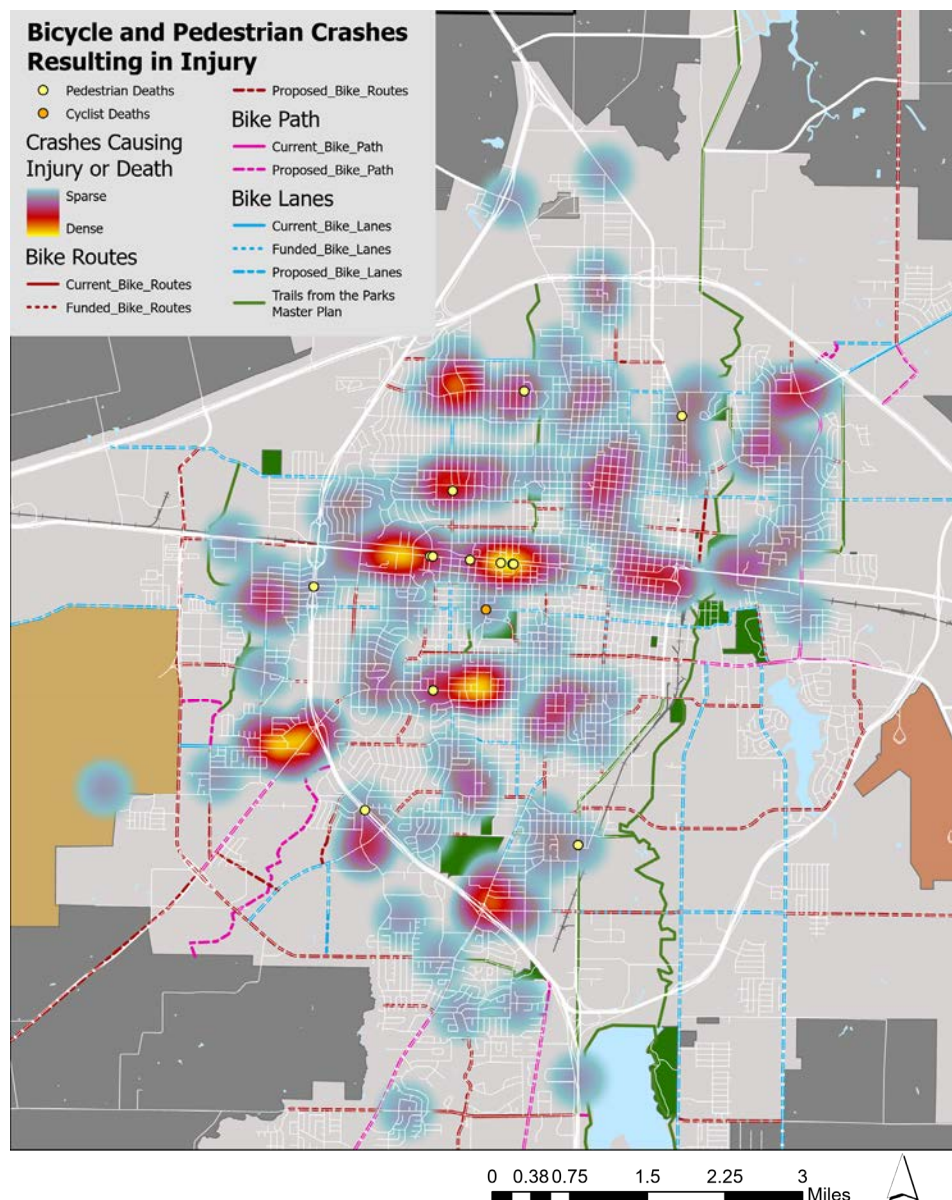 Bicycle and Pedestrian Crashes
Resulting in Injury
Pedestrian Deaths
Cyclist Deaths
Crashes Causing
Injury or Death
Sparse
Dense
Bike Routes
Current_Bike_Routes
Funded_Bike_Routes
Proposed_Bike_Routes
Bike Path
Current_Bike_Path
Proposed_Bike_Path
Bike Lanes
Current_Bike_Lanes
Funded_Bike_Lanes
Proposed_Bike_Lanes
Trails from the Parks
Master Plan
0 0.38 0.75 1.5 2.25 3
Miles